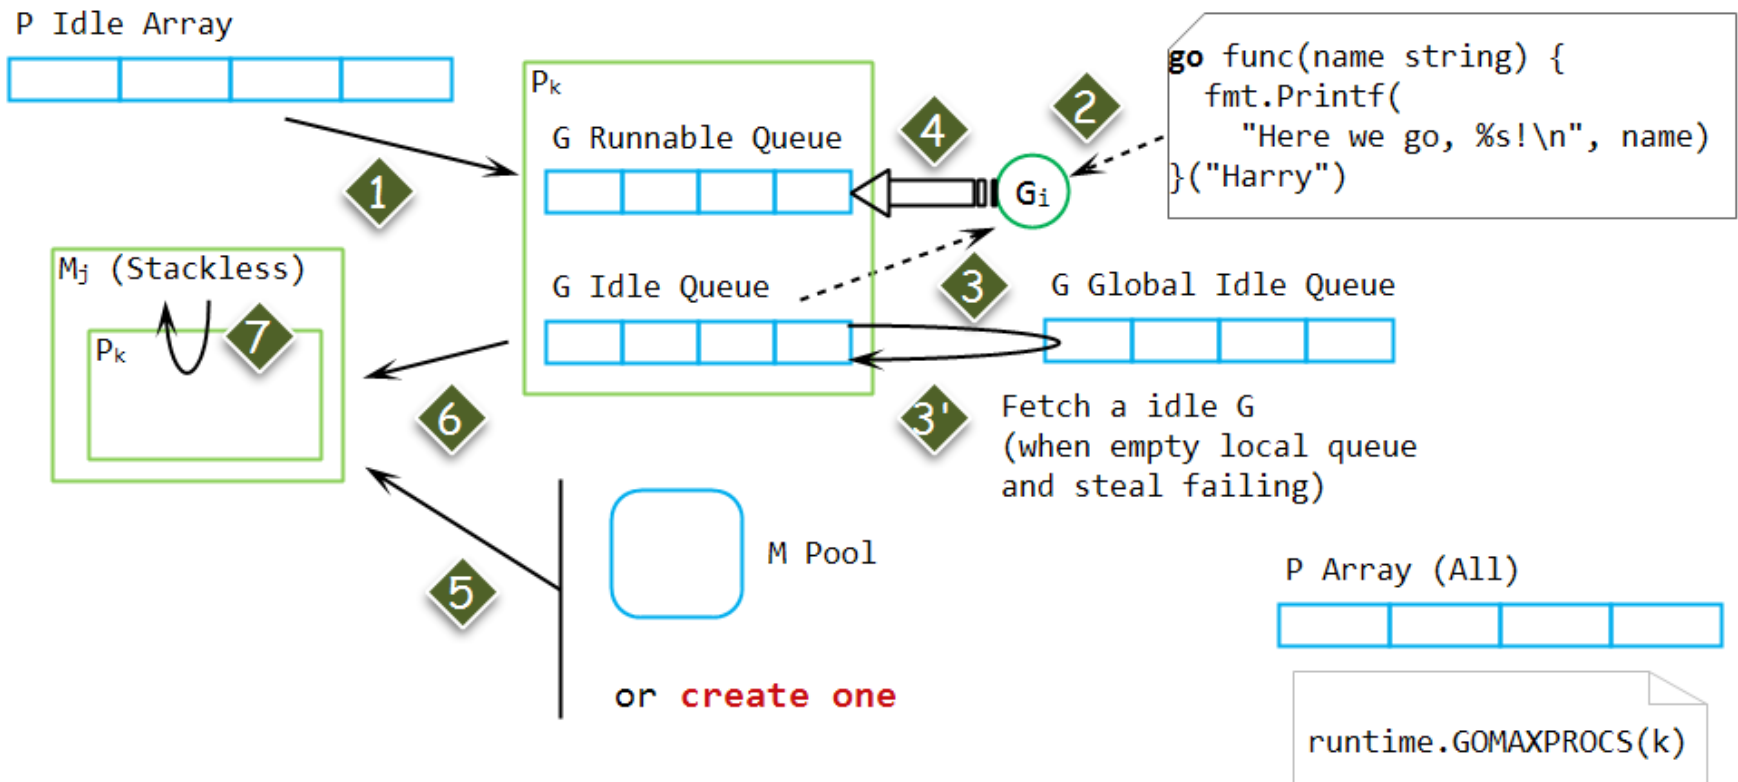 P Idle Array
Pk
G Runnable Queue
4
2
go func(name string) {
fmt.Printf(
"Here we go, %s!\n", name)
}("Harry")
1
Gi
Mj (Stackless)
G Idle Queue
3
G Global Idle Queue
7
Pk
6
3'
Fetch a idle G
(when empty local queue
and steal failing)
5
M Pool
P Array (All)
or create one
runtime.GOMAXPROCS(k)